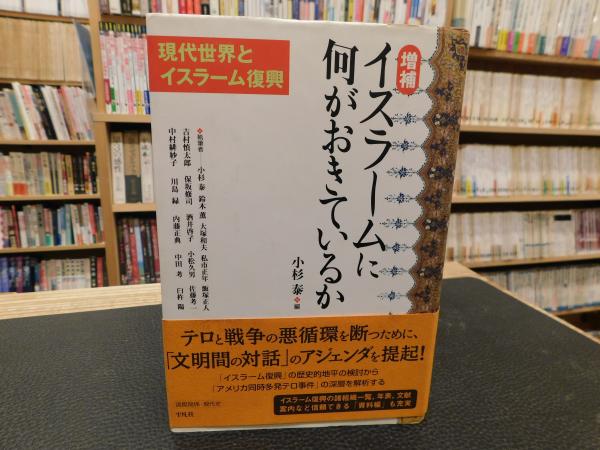 現代世界と
イスラーム復興
増補
イスラームに
何がおきているか
小杉 泰 編
執筆者
小杉 泰 鈴木 董 大塚和夫 私市正年 飯塚正人
吉村慎太郎 保坂修司 酒井啓子 小松久男 佐藤考一
中村緋紗子 川島 緑 内藤正典 中田 考 臼杵 陽
テロと戦争の悪循環を断つために、
「文明間の対話」のアジェンダを提起!
「イスラーム復興」の歴史的地平の検討から
「アメリカ同時多発テロ事件」の深層を解析する
国際関係・現代史
平凡社
イスラーム復興の諸組織一覧、年表、文献
案内など信頼できる「資料編」も充実